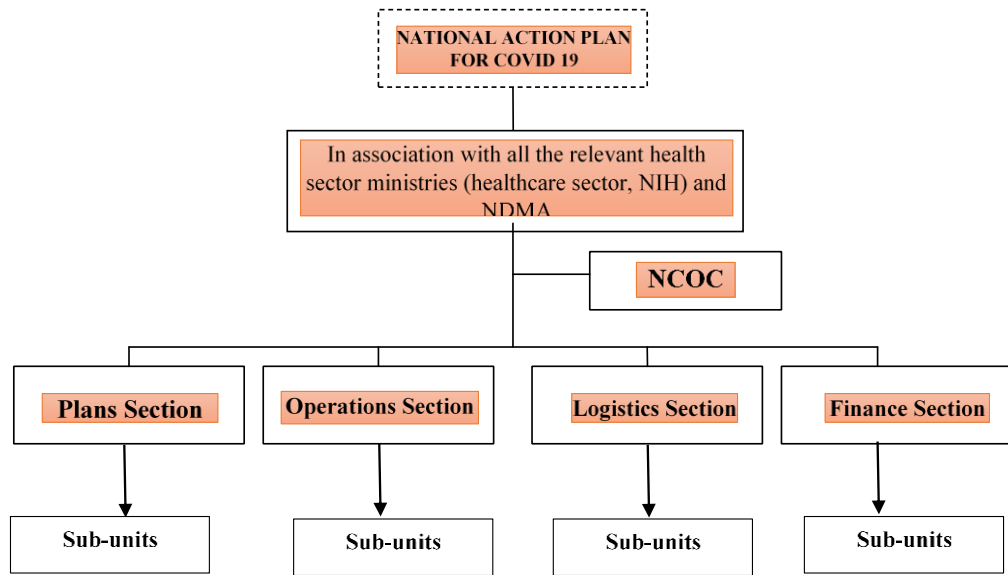 NATIONAL ACTION PLAN
FOR COVID 19
In association with all the relevant health
sector ministries (healthcare sector, NIH) and
NDMA
NCOC
Plans Section
Operations Section
Logistics Section
Finance Section
Sub-units
Sub-units
Sub-units
Sub-units